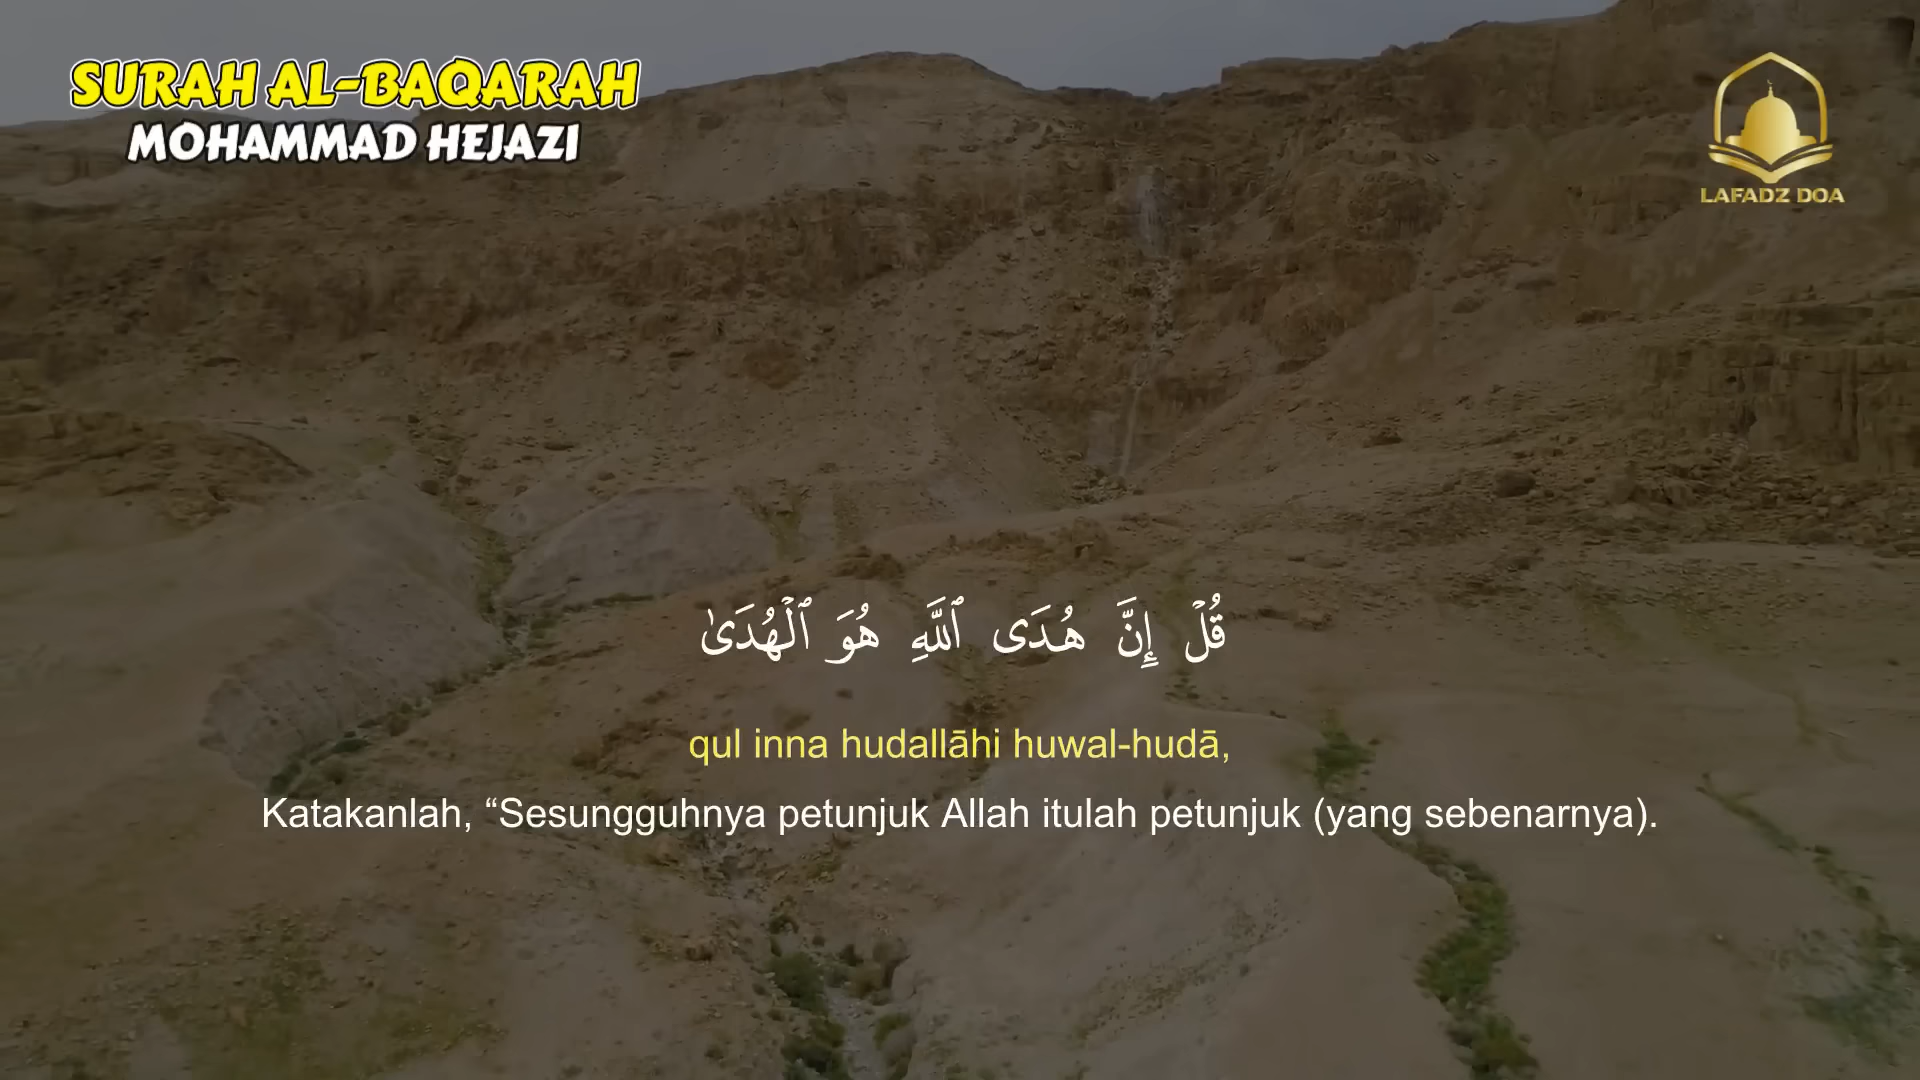 SURAH AL-BAQARAH
MOHAMMAD HEJAZI
LAFADZ DOA
قُلْ إِنَّ هُدَى ٱللَّهِ هُوَ ٱلْهُدَىٰ
qul inna hudallāhi huwal-hudā,
Katakanlah, “Sesungguhnya petunjuk Allah itulah petunjuk (yang sebenarnya).